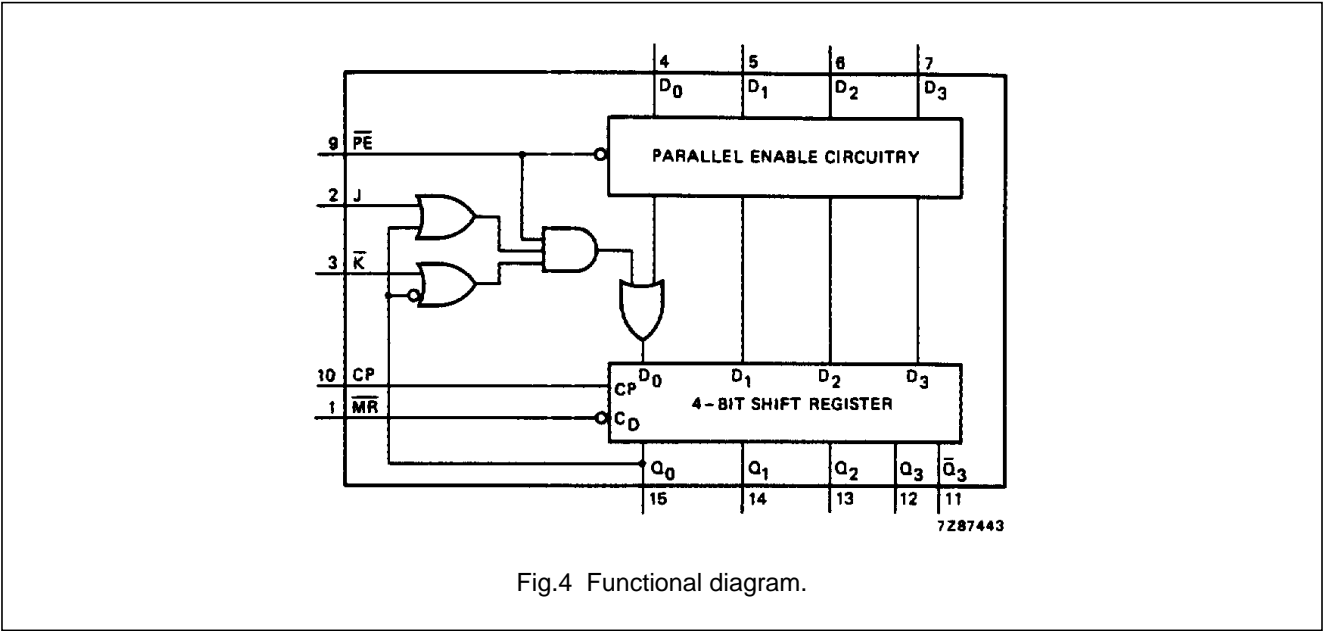 4 5 6 7
D0 D1 D2 D3
9 PE̅
PARALLEL ENABLE CIRCUITRY
2 J
3 K̅
D0 D1 D2 D3
10 CP
CP
4-BIT SHIFT REGISTER
1 M̅R̅
CD
Q0 Q1 Q2 Q3 Q̅3
15 14 13 12 11
7Z87443
Fig.4 Functional diagram.